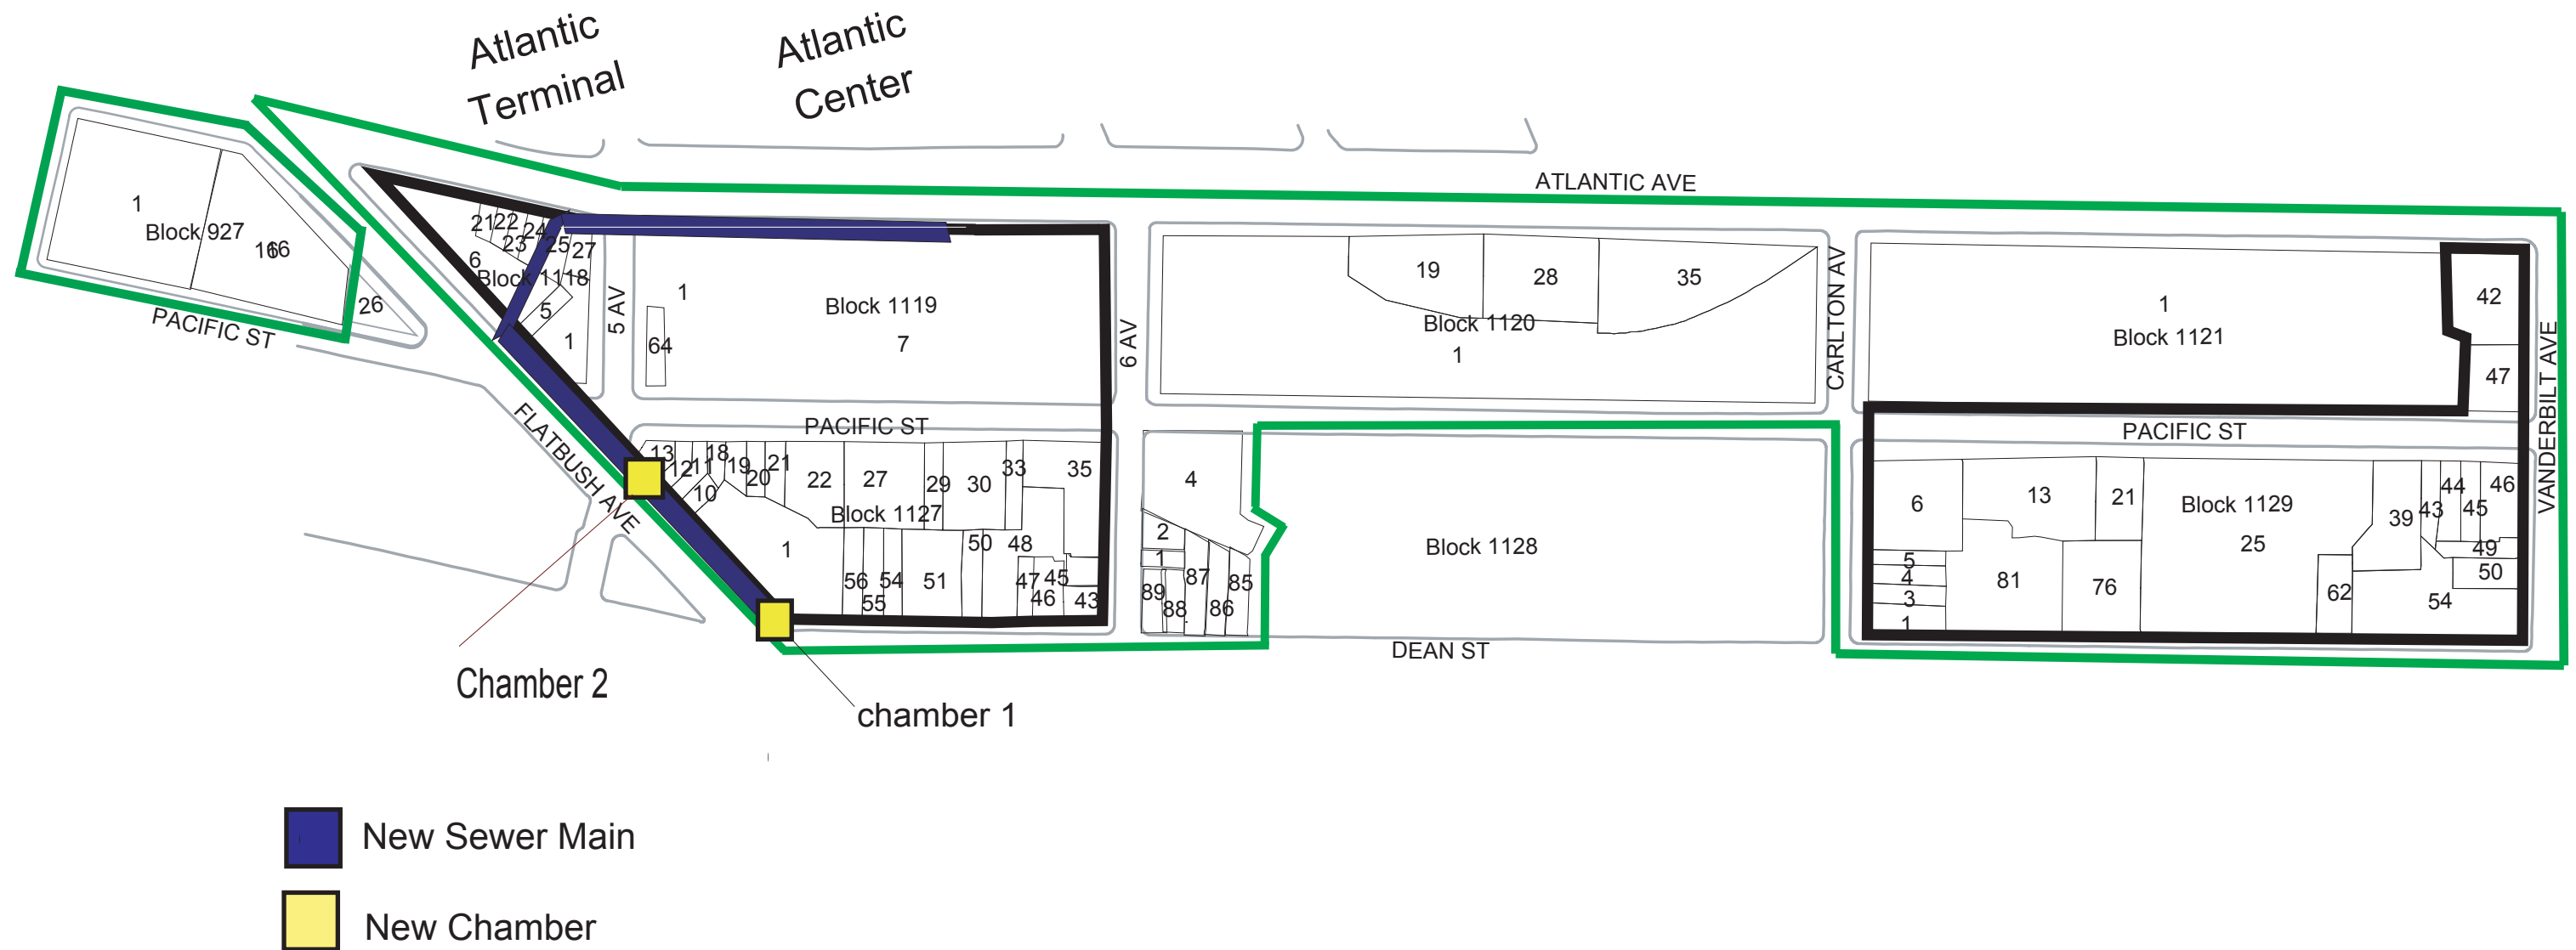 Atlantic
Terminal
Atlantic
Center
ATLANTIC AVE
1
Block 927
16
16
26
PACIFIC ST
21
22
23
24
25
27
6
Block 1118
5
1
5 AV
1
64
Block 1119
7
6 AV
19
28
35
Block 1120
1
CARLTON AV
1
Block 1121
42
47
VANDERBILT AVE
FLATBUSH AVE
PACIFIC ST
PACIFIC ST
13
12
11
18
19
20
21
10
22
27
29
30
33
35
Block 1127
1
56
55
54
51
50
48
47
46
45
43
4
2
1
89
88
87
86
85
Block 1128
DEAN ST
6
13
21
Block 1129
25
39
43
44
45
46
49
50
5
4
3
1
81
76
62
54
Chamber 2
chamber 1
New Sewer Main
New Chamber